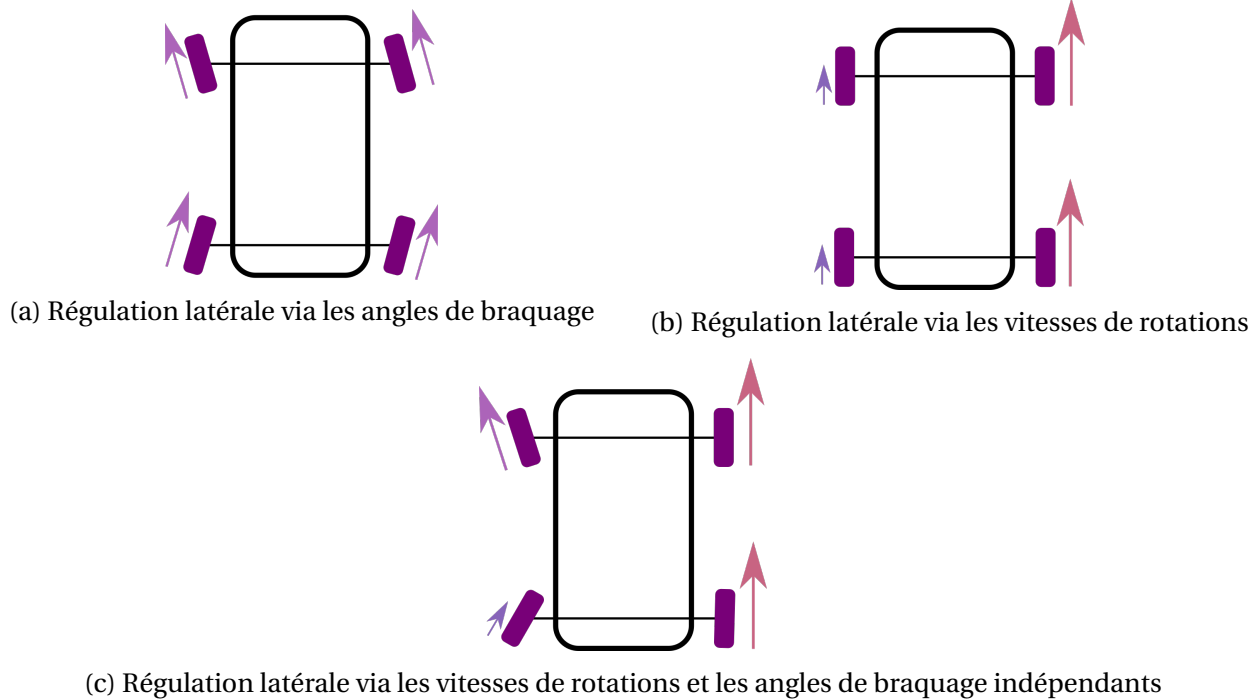 (a) Régulation latérale via les angles de braquage
(b) Régulation latérale via les vitesses de rotations
(c) Régulation latérale via les vitesses de rotations et les angles de braquage indépendants